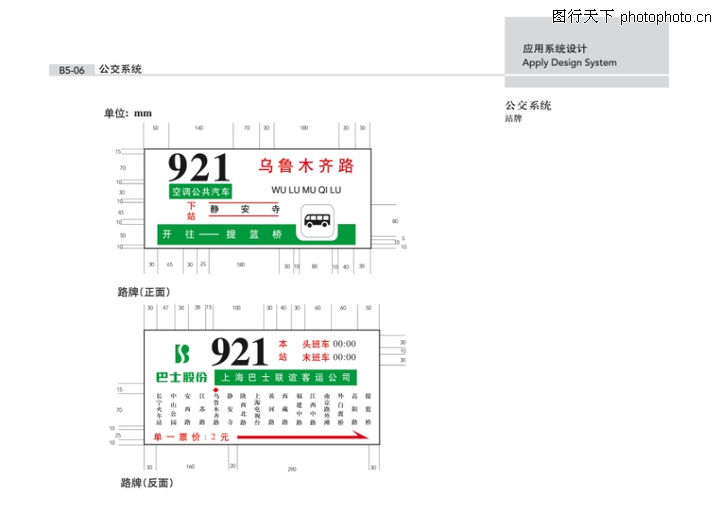 图行天下 photophoto.cn
应用系统设计
Apply Design System
B5-06 公交系统
公交系统
站牌
单位: mm
50 140 70 30 180 30 30
15
70
10
30
10
45
10
50
10
921 乌鲁木齐路
空调公共汽车 WU LU MU QI LU
下站 静安寺
开往——提篮桥
80
5
10
10
30 65 30 25 180 30 10 80 10 40 30
路牌(正面)
30 47 30 38 15 100 30 40 30 60 60 50
921 本站 头班车 00:00
末班车 00:00
巴士股份 上海巴士联谊客运公司
30
10
30
15
70
10
25
10
长宁火车站
中山公园
安西路
江苏路
乌鲁木齐路
静安寺
陕西北路
上海电视台
黄河路
西藏路
福建中路
江西中路
南京路外滩
外白渡桥
高阳路
提篮桥
单一票价:2元
30 160 20 290 30
路牌(反面)